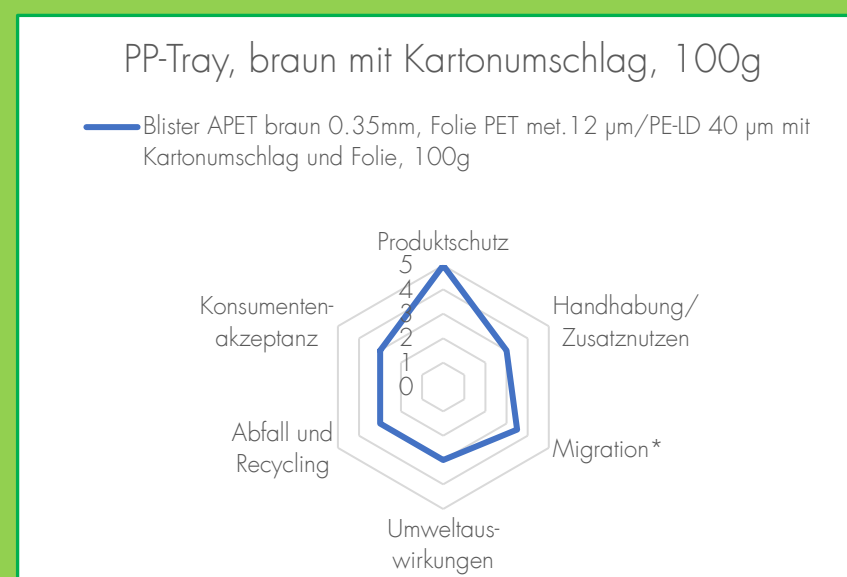 PP-Tray, braun mit Kartonumschlag, 100g
Blister APET braun 0.35mm, Folie PET met.12 µm/PE-LD 40 µm mit
Kartonumschlag und Folie, 100g
Produktschutz
5
4
3
2
1
0
Handhabung/
Zusatznutzen
Migration*
Umweltaus-
wirkungen
Abfall und
Recycling
Konsumenten-
akzeptanz